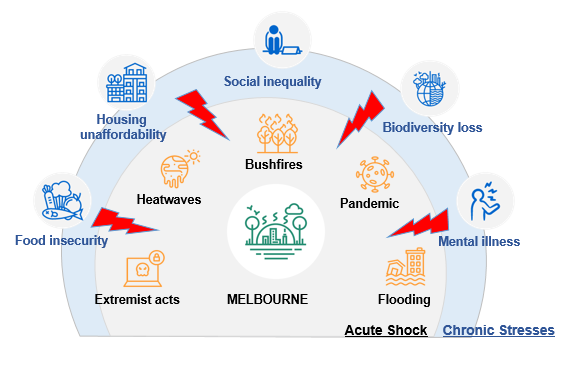 Social inequality
Housing
unaffordability
Biodiversity loss
Bushfires
Heatwaves
Pandemic
Food insecurity
Mental illness
Extremist acts
MELBOURNE
Flooding
Acute Shock
Chronic Stresses